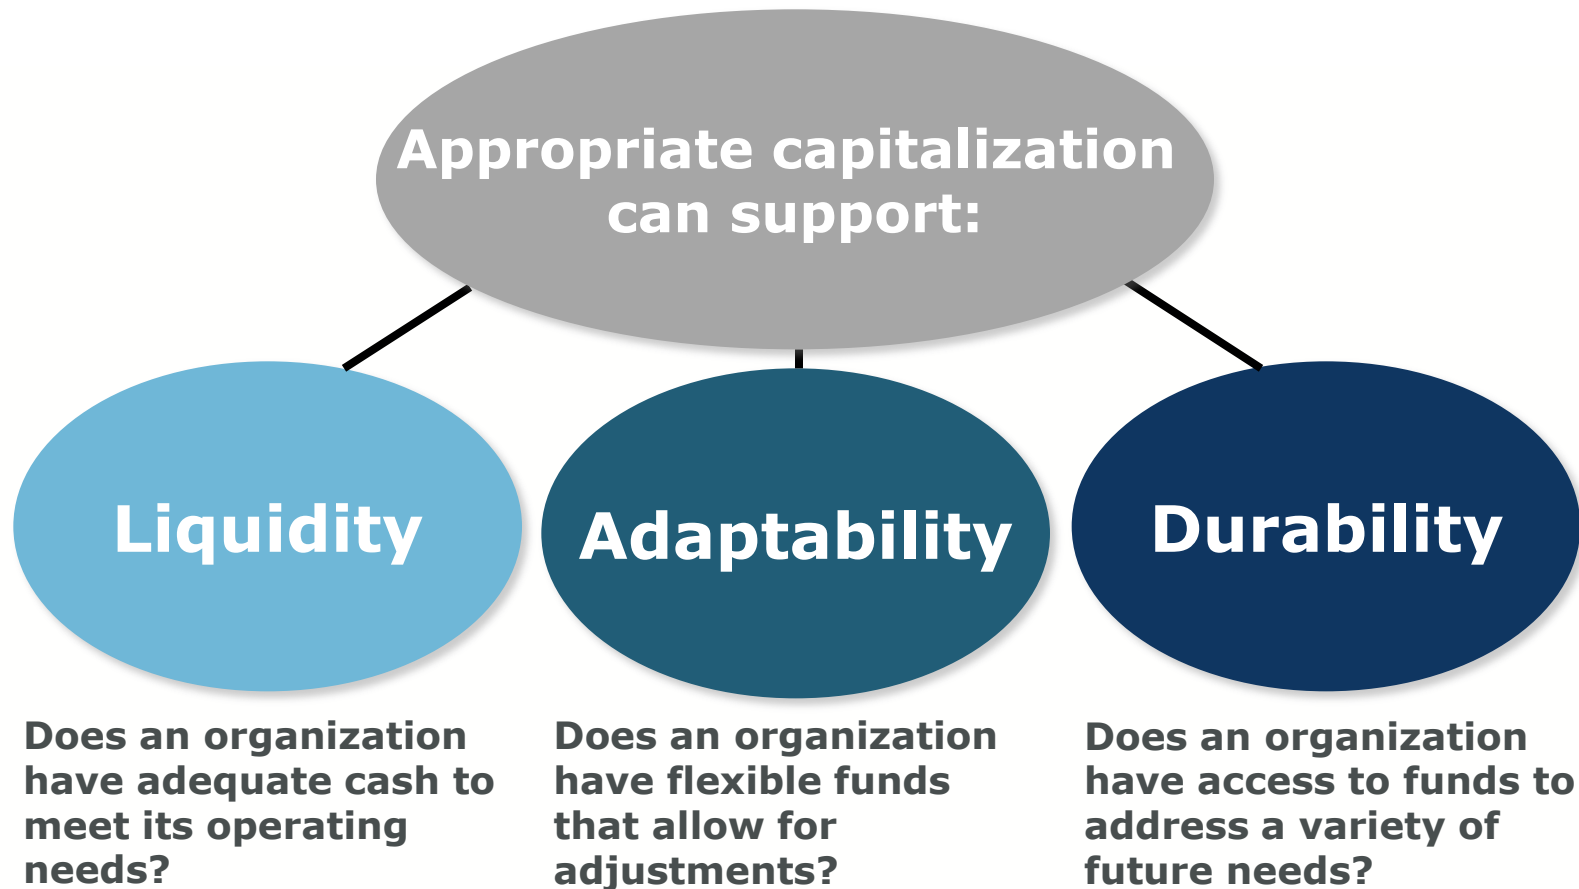 Appropriate capitalization
can support:
Liquidity
Adaptability
Durability
Does an organization
have adequate cash to
meet its operating
needs?
Does an organization
have flexible funds
that allow for
adjustments?
Does an organization
have access to funds to
address a variety of
future needs?